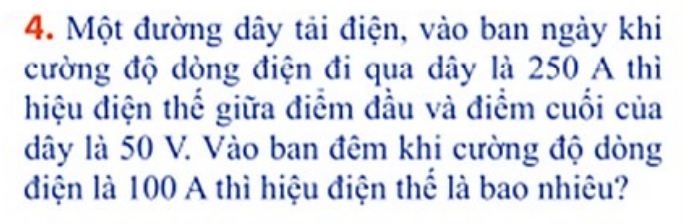 4. Một đường dây tải điện, vào ban ngày khi
cường độ dòng điện đi qua dây là 250 A thì
hiệu điện thế giữa điểm đầu và điểm cuối của
dây là 50 V. Vào ban đêm khi cường độ dòng
điện là 100 A thì hiệu điện thế là bao nhiêu?